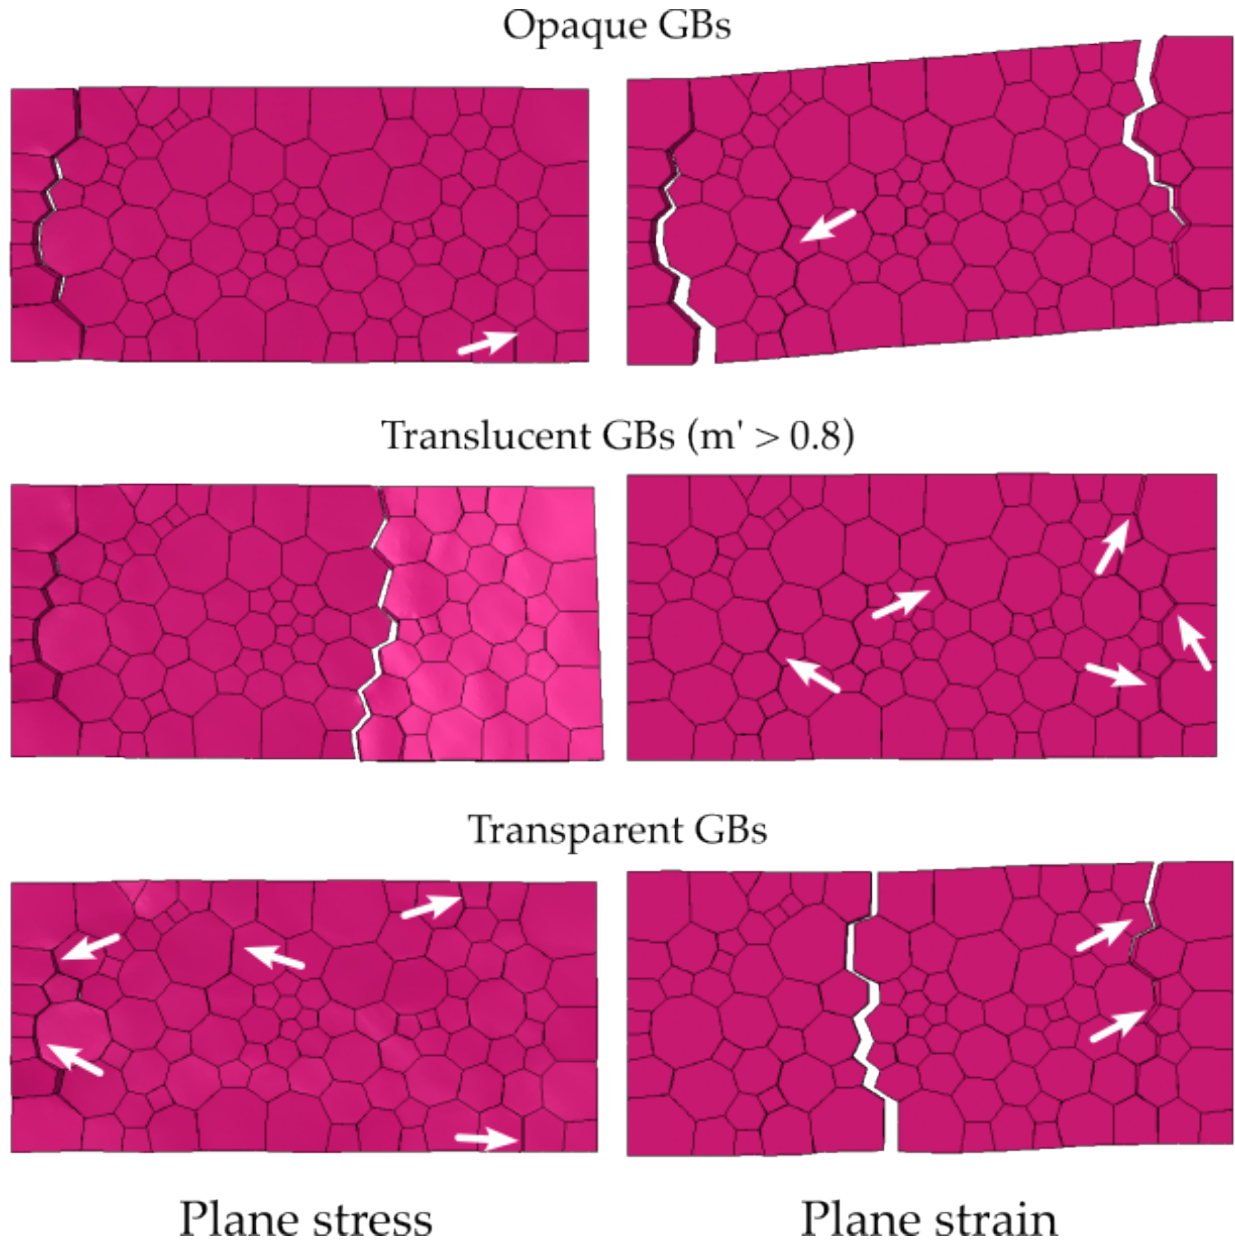 Opaque GBs
Translucent GBs (m' > 0.8)
Transparent GBs
Plane stress
Plane strain